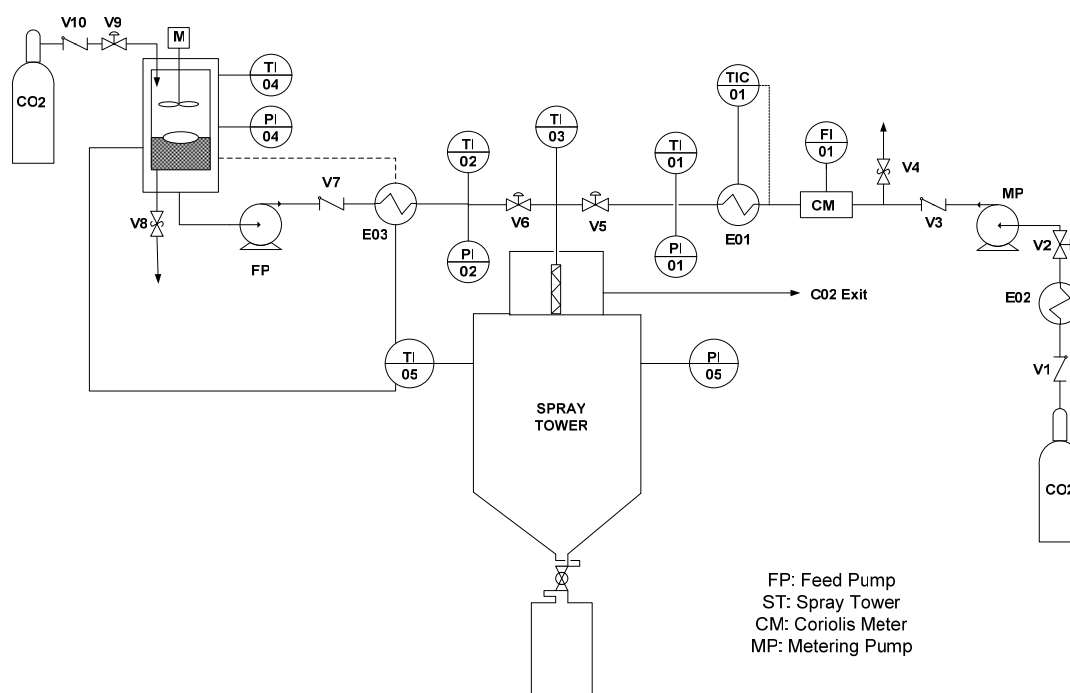 V10
V9
M
CO2
TI
04
PI
04
V8
FP
V7
E03
TI
02
PI
02
V6
TI
03
V5
TI
01
PI
01
TIC
01
E01
FI
01
CM
V4
V3
MP
V2
E02
V1
CO2
C02 Exit
TI
05
PI
05
SPRAY
TOWER
FP: Feed Pump
ST: Spray Tower
CM: Coriolis Meter
MP: Metering Pump